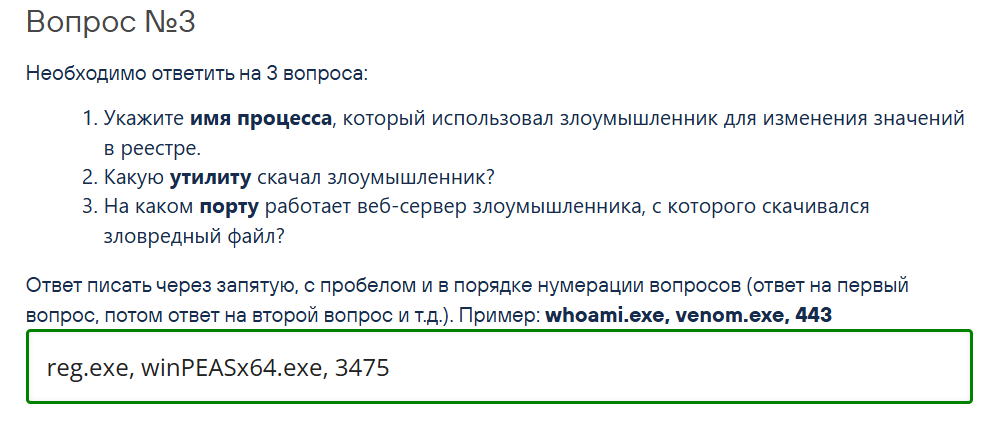 Вопрос №3
Необходимо ответить на 3 вопроса:
1. Укажите имя процесса, который использовал злоумышленник для изменения значений
в реестре.
2. Какую утилиту скачал злоумышленник?
3. На каком порту работает веб-сервер злоумышленника, с которого скачивался
зловредный файл?
Ответ писать через запятую, с пробелом и в порядке нумерации вопросов (ответ на первый
вопрос, потом ответ на второй вопрос и т.д.). Пример: whoami.exe, venom.exe, 443
reg.exe, winPEASx64.exe, 3475